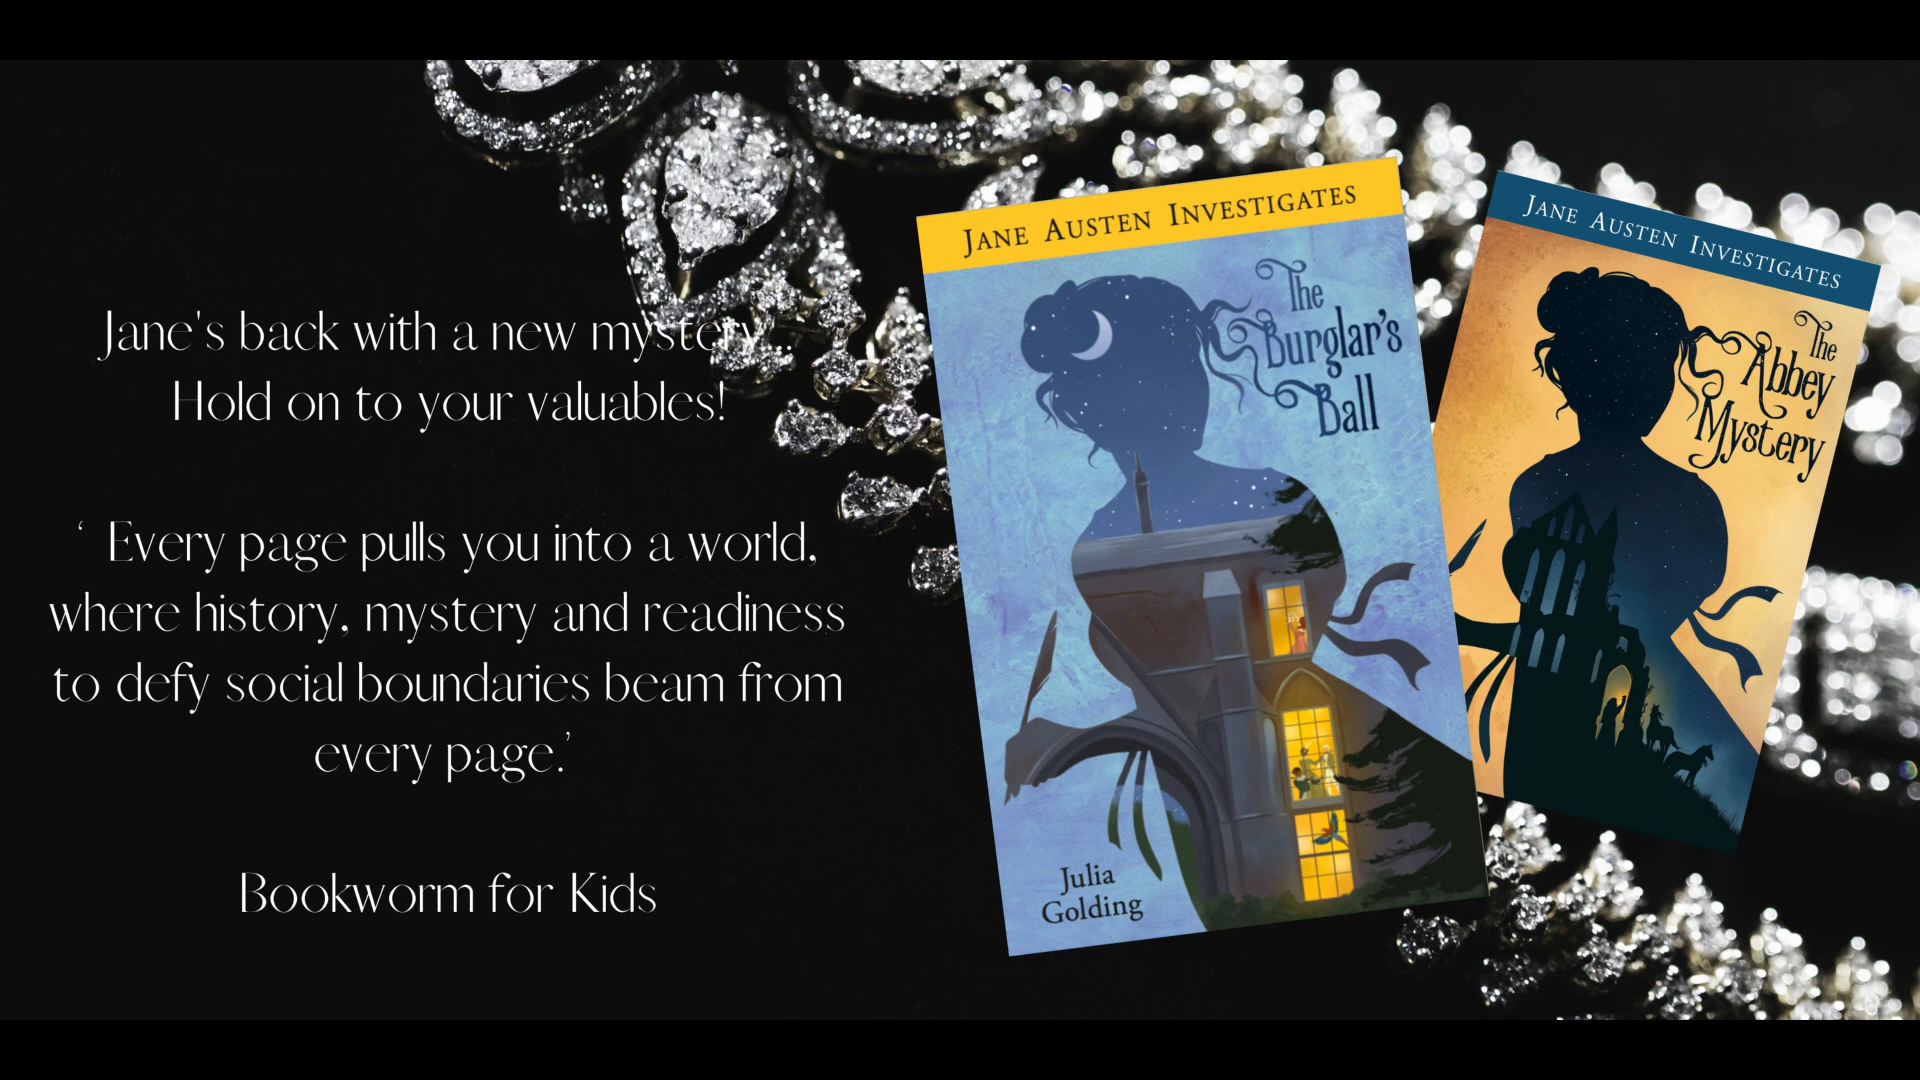 Jane's back with a new mystery...
Hold on to your valuables!
‘ Every page pulls you into a world,
where history, mystery and readiness
to defy social boundaries beam from
every page.’
Bookworm for Kids
Jane Austen Investigates
The
Burglar's
Ball
Julia
Golding
Jane Austen Investigates
The
Abbey
Mystery